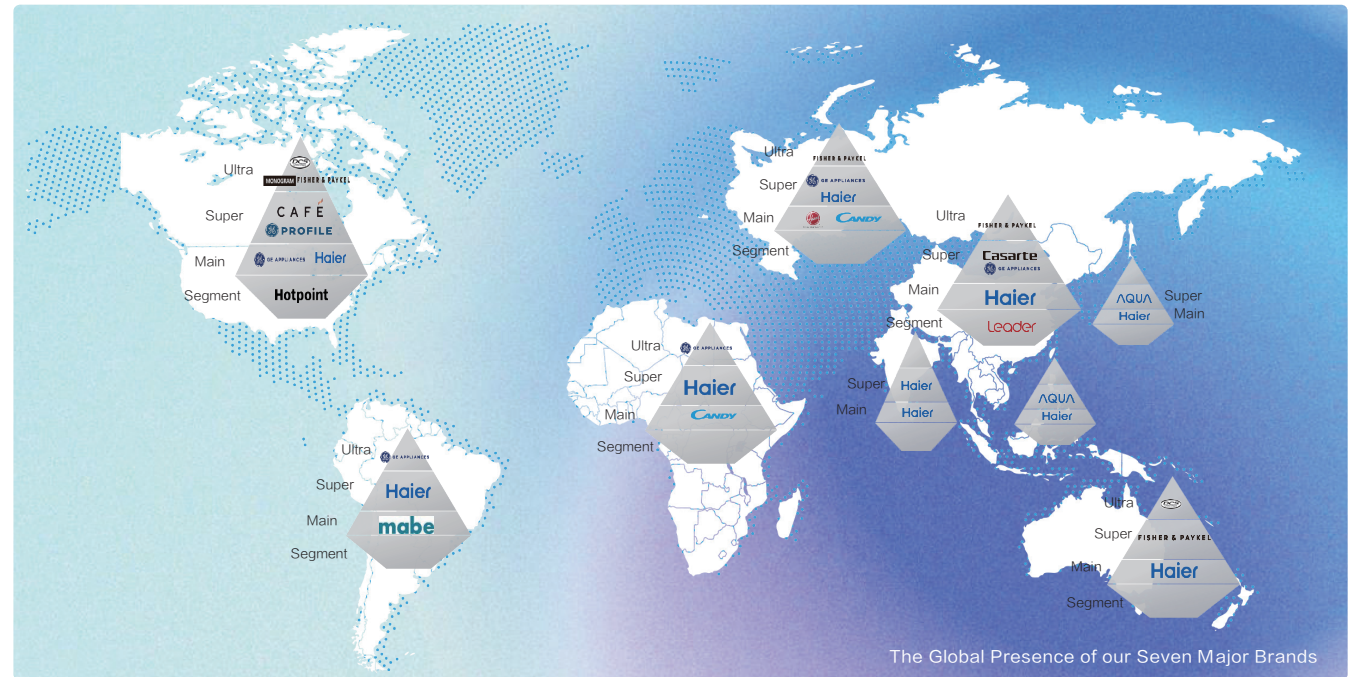 Ultra
DCS
MONOGRAM FISHER & PAYKEL
Super
CAFÉ
GE PROFILE
Main
GE APPLIANCES Haier
Segment
Hotpoint
Ultra
GE APPLIANCES
Super
Haier
Main
mabe
Segment
Ultra
GE APPLIANCES
Super
Haier
Main
CANDY
Segment
Ultra
FISHER & PAYKEL
Super
GE APPLIANCES
Haier
Main
CANDY
Segment
Ultra
FISHER & PAYKEL
Super
Casarte
GE APPLIANCES
Main
Haier
Segment
Leader
AQUA Super
Haier Main
Super Haier
Main Haier
AQUA
Haier
Ultra
DCS
Super FISHER & PAYKEL
Main
Haier
Segment
The Global Presence of our Seven Major Brands